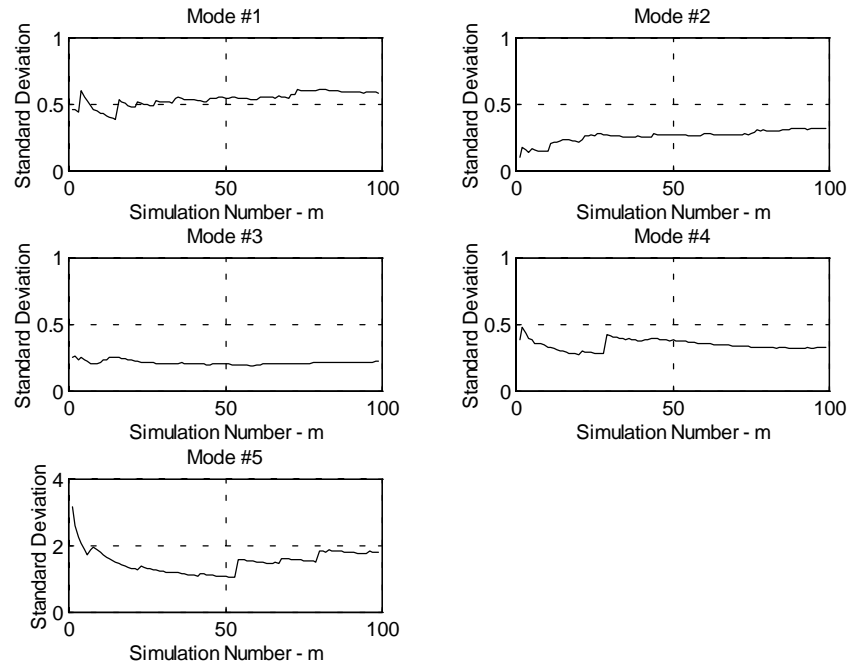 Mode #1
Standard Deviation
1
0.5
0
0
50
100
Simulation Number - m
Mode #2
Standard Deviation
1
0.5
0
0
50
100
Simulation Number - m
Mode #3
Standard Deviation
1
0.5
0
0
50
100
Simulation Number - m
Mode #4
Standard Deviation
1
0.5
0
0
50
100
Simulation Number - m
Mode #5
Standard Deviation
4
2
0
0
50
100
Simulation Number - m